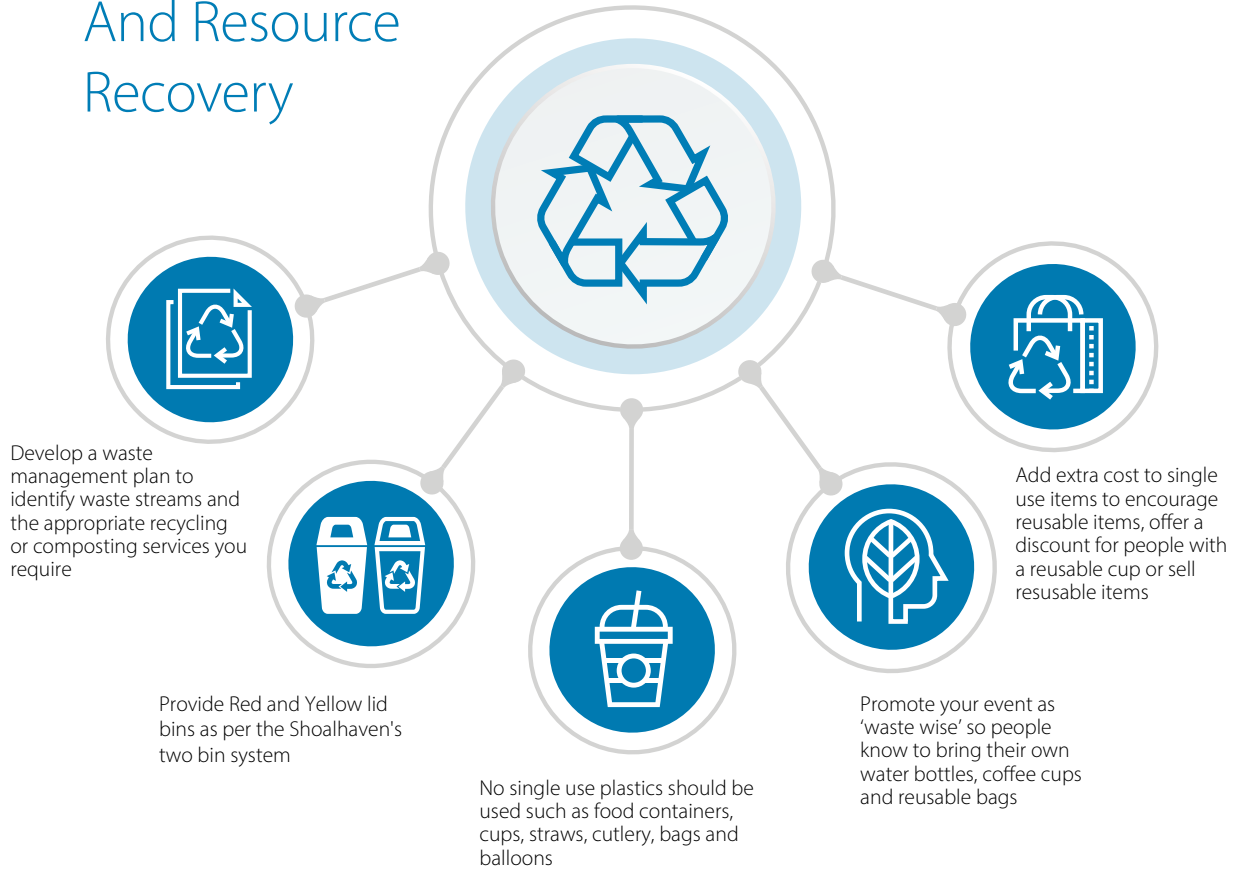 And Resource
Recovery
Develop a waste
management plan to
identify waste streams and
the appropriate recycling
or composting services you
require
Provide Red and Yellow lid
bins as per the Shoalhaven's
two bin system
No single use plastics should be
used such as food containers,
cups, straws, cutlery, bags and
balloons
Promote your event as
‘waste wise’ so people
know to bring their own
water bottles, coffee cups
and reusable bags
Add extra cost to single
use items to encourage
reusable items, offer a
discount for people with
a reusable cup or sell
resusable items